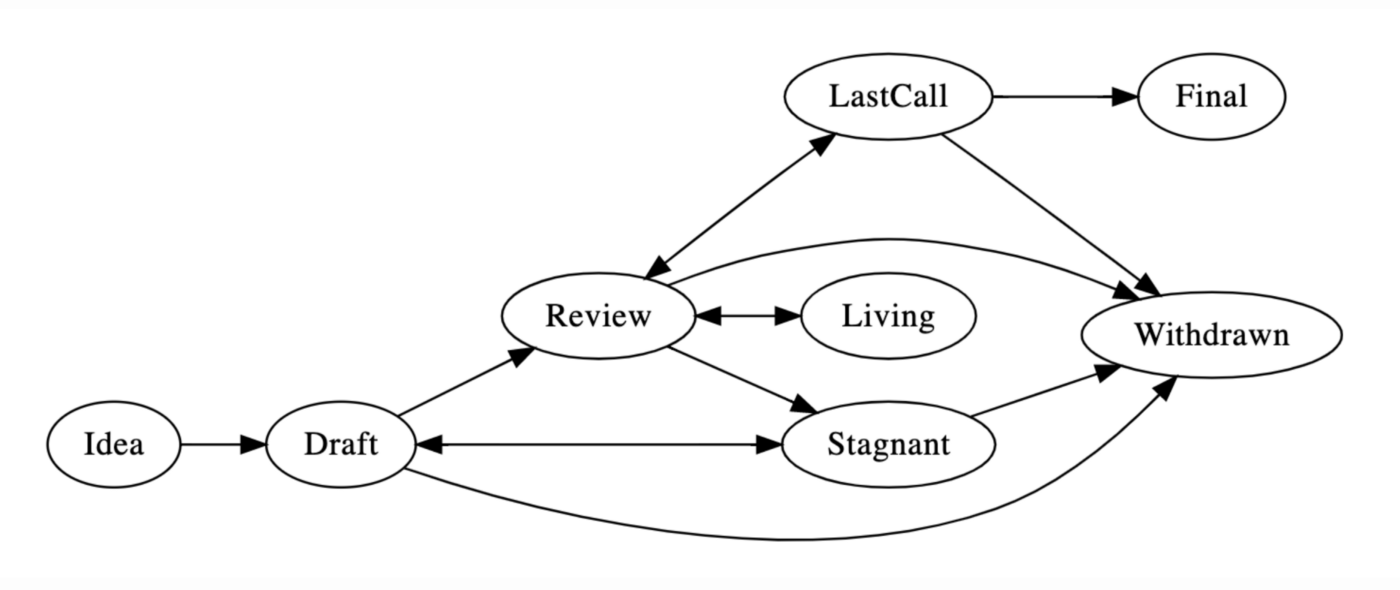 LastCall
Final
Review
Living
Withdrawn
Idea
Draft
Stagnant